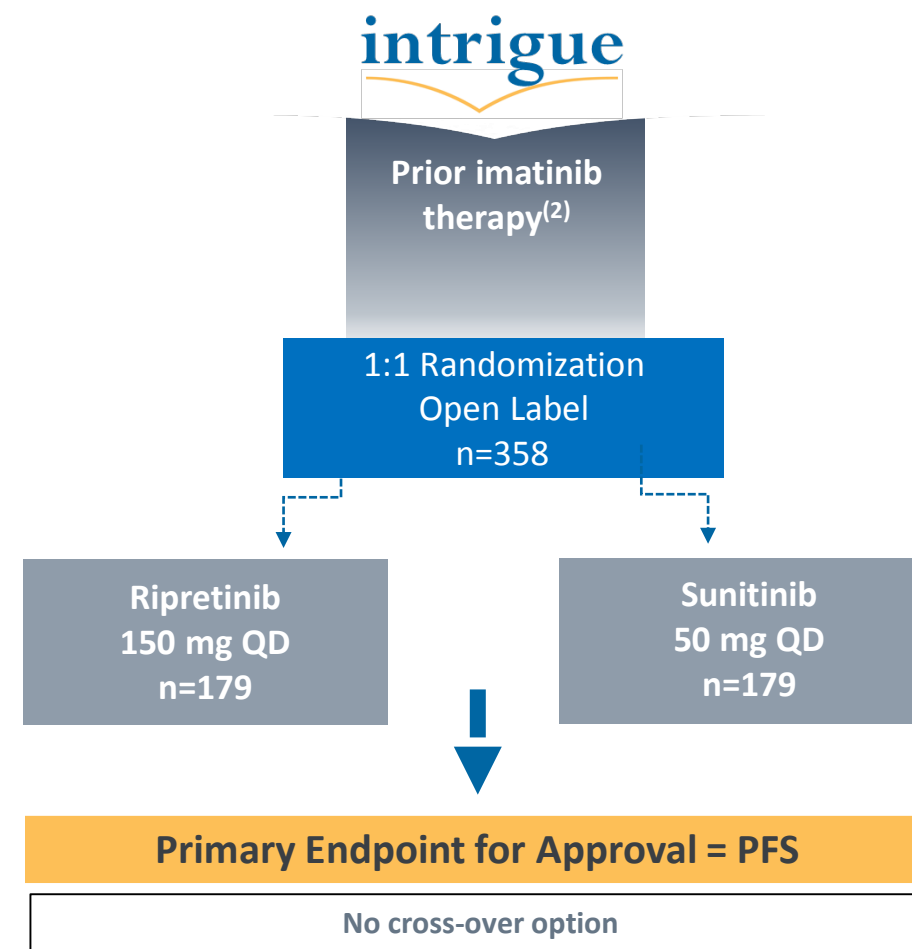 intrigue
Prior imatinib
therapy(2)
1:1 Randomization
Open Label
n=358
Ripretinib
150 mg QD
n=179
Sunitinib
50 mg QD
n=179
Primary Endpoint for Approval = PFS
No cross-over option